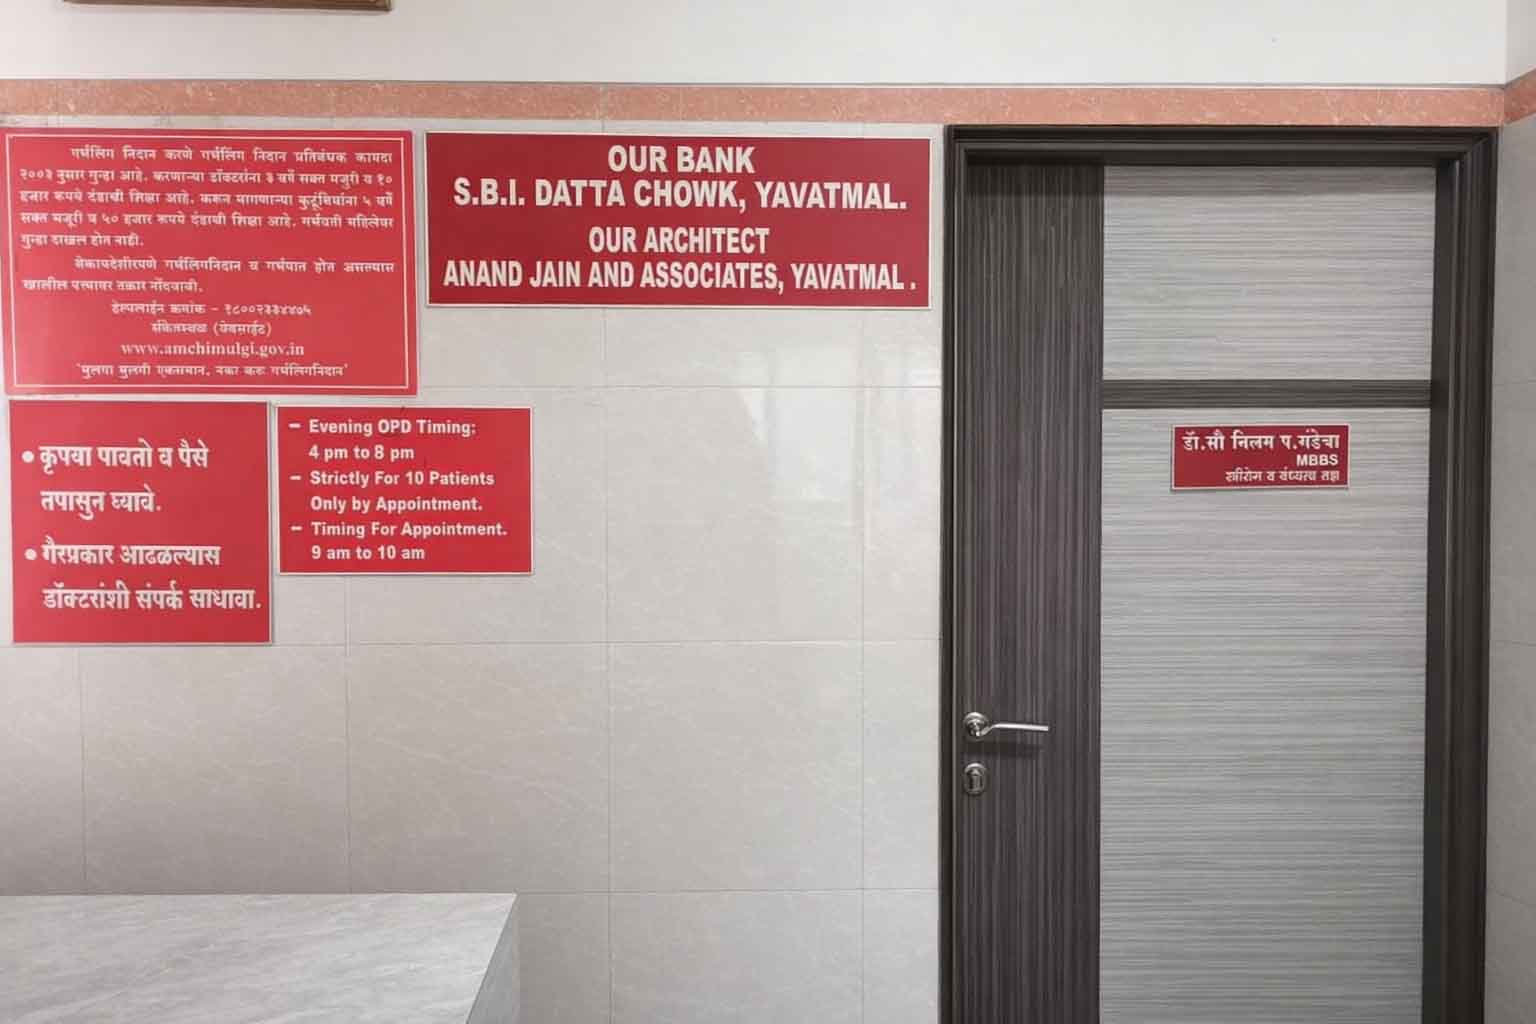 गर्भलिंग निदान करणे गर्भलिंग निदान प्रतिबंधक कायदा
२००३ नुसार गुन्हा आहे. करणाऱ्या डॉक्टरांना ३ वर्षे सक्त मजुरी व १०
हजार रूपये दंडाची शिक्षा आहे. करून मागणाऱ्या कुटूंबियांना ५ वर्षे
सक्त मजूरी व ५० हजार रूपये दंडाची शिक्षा आहे. गर्भवती महिलेवर
गुन्हा दाखल होत नाही.
बेकायदेशीरपणे गर्भलिंगनिदान व गर्भपात होत असल्यास
खालील पत्त्यावर तक्रार नोंदवावी.
हेल्पलाईन क्रमांक - १८००२३३४४७५
संकेतस्थळ (वेबसाईट)
www.amchimulgi.gov.in
'मुलगा मुलगी एकसमान, नका करू गर्भलिंगनिदान'
OUR BANK
S.B.I. DATTA CHOWK, YAVATMAL.
OUR ARCHITECT
ANAND JAIN AND ASSOCIATES, YAVATMAL.
• कृपया पावती व पैसे
तपासुन घ्यावे.
• गैरप्रकार आढळल्यास
डॉक्टरांशी संपर्क साधावा.
- Evening OPD Timing:
4 pm to 8 pm
- Strictly For 10 Patients
Only by Appointment.
- Timing For Appointment.
9 am to 10 am
डॉ.सौ निलम प.गंडेचा
MBBS
स्त्रीरोग व वंध्यत्व तज्ञ